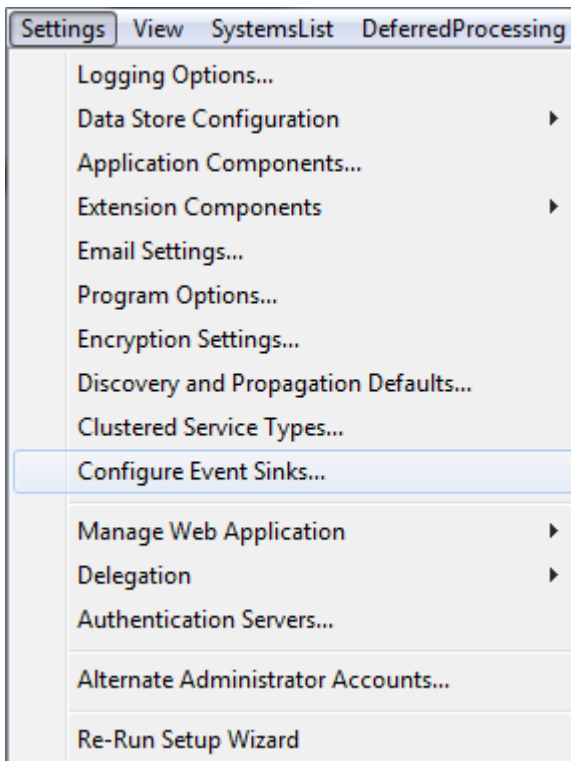 Settings View SystemsList DeferredProcessing
Logging Options...
Data Store Configuration
Application Components...
Extension Components
Email Settings...
Program Options...
Encryption Settings...
Discovery and Propagation Defaults...
Clustered Service Types...
Configure Event Sinks...
Manage Web Application
Delegation
Authentication Servers...
Alternate Administrator Accounts...
Re-Run Setup Wizard